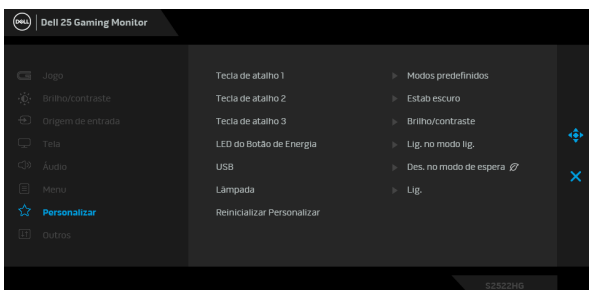 DELL Dell 25 Gaming Monitor
Jogo
Tecla de atalho 1 Modos predefinidos
Brilho/contraste
Tecla de atalho 2 Estab escuro
Origem de entrada
Tecla de atalho 3 Brilho/contraste
Tela
LED do Botão de Energia Lig. no modo lig.
Áudio
USB Des. no modo de espera
Menu
Lâmpada Lig.
Personalizar
Reinicializar Personalizar
Outros
S2522HG